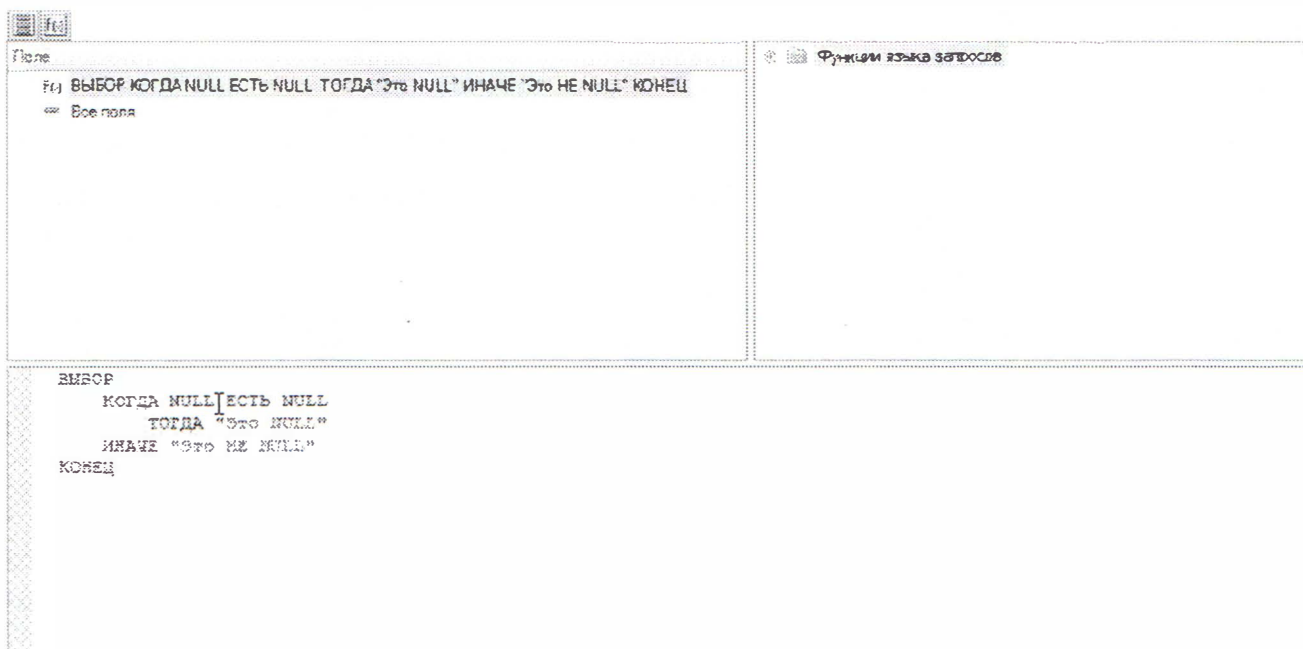 f(.)
Поле
Функции языка запросов
F(.) ВЫБОР КОГДА NULL ЕСТЬ NULL ТОГДА "Это NULL" ИНАЧЕ "Это НЕ NULL" КОНЕЦ
Все поля
ВЫБОР
КОГДА NULL ЕСТЬ NULL
ТОГДА "Это NULL"
ИНАЧЕ "Это НЕ NULL"
КОНЕЦ